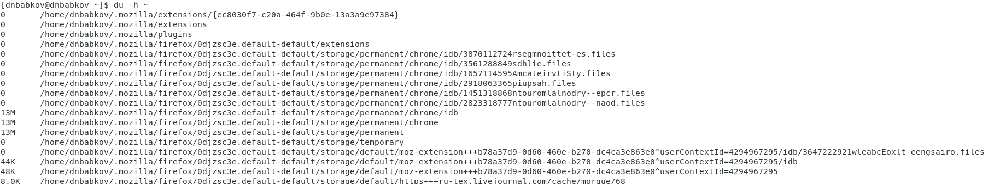 [dnbabkov@dnbabkov ~]$ du -h ~
0       /home/dnbabkov/.mozilla/extensions/{ec8030f7-c20a-464f-9b0e-13a3a9e97384}
0       /home/dnbabkov/.mozilla/extensions
0       /home/dnbabkov/.mozilla/plugins
0       /home/dnbabkov/.mozilla/firefox/0djzsc3e.default-default/extensions
0       /home/dnbabkov/.mozilla/firefox/0djzsc3e.default-default/storage/permanent/chrome/idb/3870112724rsegmnoittet-es.files
0       /home/dnbabkov/.mozilla/firefox/0djzsc3e.default-default/storage/permanent/chrome/idb/3561288849sdhlie.files
0       /home/dnbabkov/.mozilla/firefox/0djzsc3e.default-default/storage/permanent/chrome/idb/1657114595AmcateirvtiSty.files
0       /home/dnbabkov/.mozilla/firefox/0djzsc3e.default-default/storage/permanent/chrome/idb/2918063365piupsah.files
0       /home/dnbabkov/.mozilla/firefox/0djzsc3e.default-default/storage/permanent/chrome/idb/1451318868ntouromlalnodry--epcr.files
0       /home/dnbabkov/.mozilla/firefox/0djzsc3e.default-default/storage/permanent/chrome/idb/2823318777ntouromlalnodry--naod.files
13M     /home/dnbabkov/.mozilla/firefox/0djzsc3e.default-default/storage/permanent/chrome/idb
13M     /home/dnbabkov/.mozilla/firefox/0djzsc3e.default-default/storage/permanent/chrome
13M     /home/dnbabkov/.mozilla/firefox/0djzsc3e.default-default/storage/permanent
0       /home/dnbabkov/.mozilla/firefox/0djzsc3e.default-default/storage/temporary
0       /home/dnbabkov/.mozilla/firefox/0djzsc3e.default-default/storage/default/moz-extension+++b78a37d9-0d60-460e-b270-dc4ca3e863e0^userContextId=4294967295/idb/3647222921wleabcEoxlt-eengsairo.files
44K     /home/dnbabkov/.mozilla/firefox/0djzsc3e.default-default/storage/default/moz-extension+++b78a37d9-0d60-460e-b270-dc4ca3e863e0^userContextId=4294967295/idb
48K     /home/dnbabkov/.mozilla/firefox/0djzsc3e.default-default/storage/default/moz-extension+++b78a37d9-0d60-460e-b270-dc4ca3e863e0^userContextId=4294967295
8.0K    /home/dnbabkov/.mozilla/firefox/0djzsc3e.default-default/storage/default/https+++ru-tex.livejournal.com/cache/morgue/68